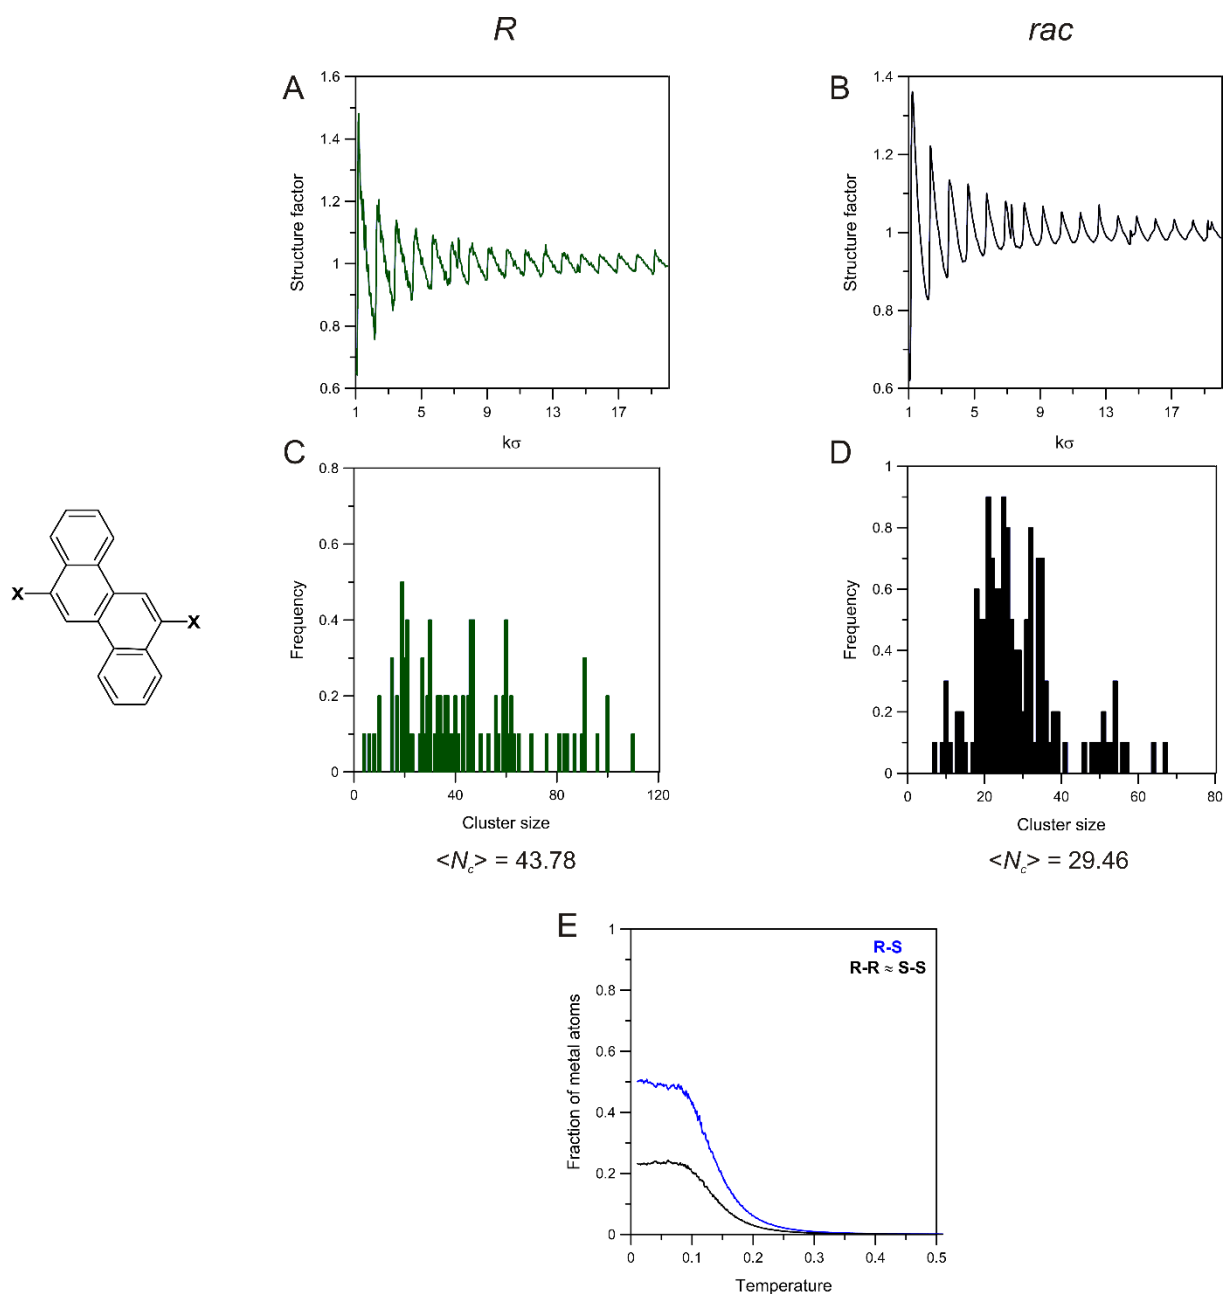 R
rac
A
1.6
1.4
1.2
1
0.8
0.6
Structure factor
1 5 9 13 17
kσ
B
1.4
1.2
1
0.8
0.6
Structure factor
1 5 9 13 17
kσ
X
X
C
0.8
0.6
0.4
0.2
0
Frequency
0 40 80 120
Cluster size
<Nc> = 43.78
D
1
0.8
0.6
0.4
0.2
0
Frequency
0 20 40 60 80
Cluster size
<Nc> = 29.46
E
1
0.8
0.6
0.4
0.2
0
Fraction of metal atoms
R-S
R-R ≈ S-S
0 0.1 0.2 0.3 0.4 0.5
Temperature